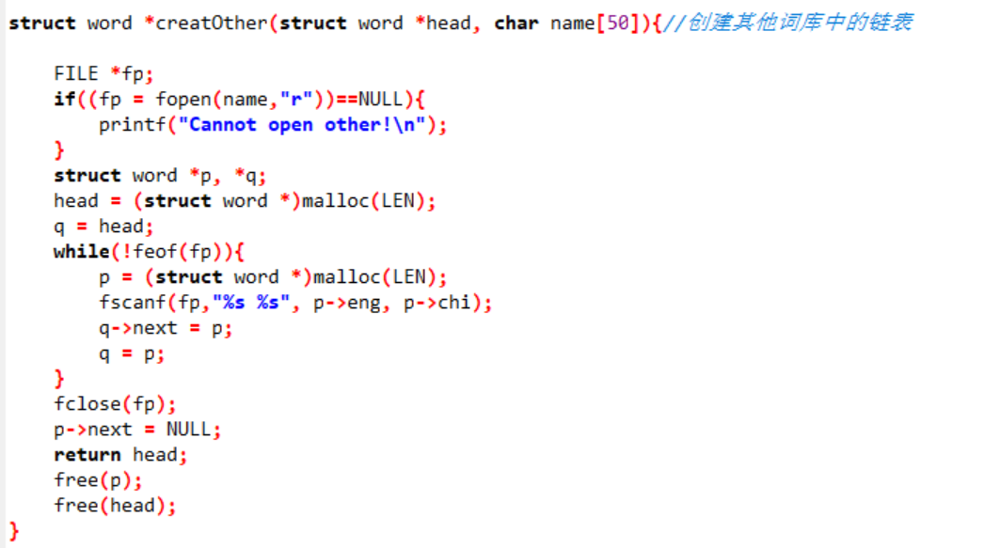 struct word *creatOther(struct word *head, char name[50]){//创建其他词库中的链表
FILE *fp;
if((fp = fopen(name,"r"))==NULL){
printf("Cannot open other!\n");
}
struct word *p, *q;
head = (struct word *)malloc(LEN);
q = head;
while(!feof(fp)){
p = (struct word *)malloc(LEN);
fscanf(fp,"%s %s", p->eng, p->chi);
q->next = p;
q = p;
}
fclose(fp);
p->next = NULL;
return head;
free(p);
free(head);
}